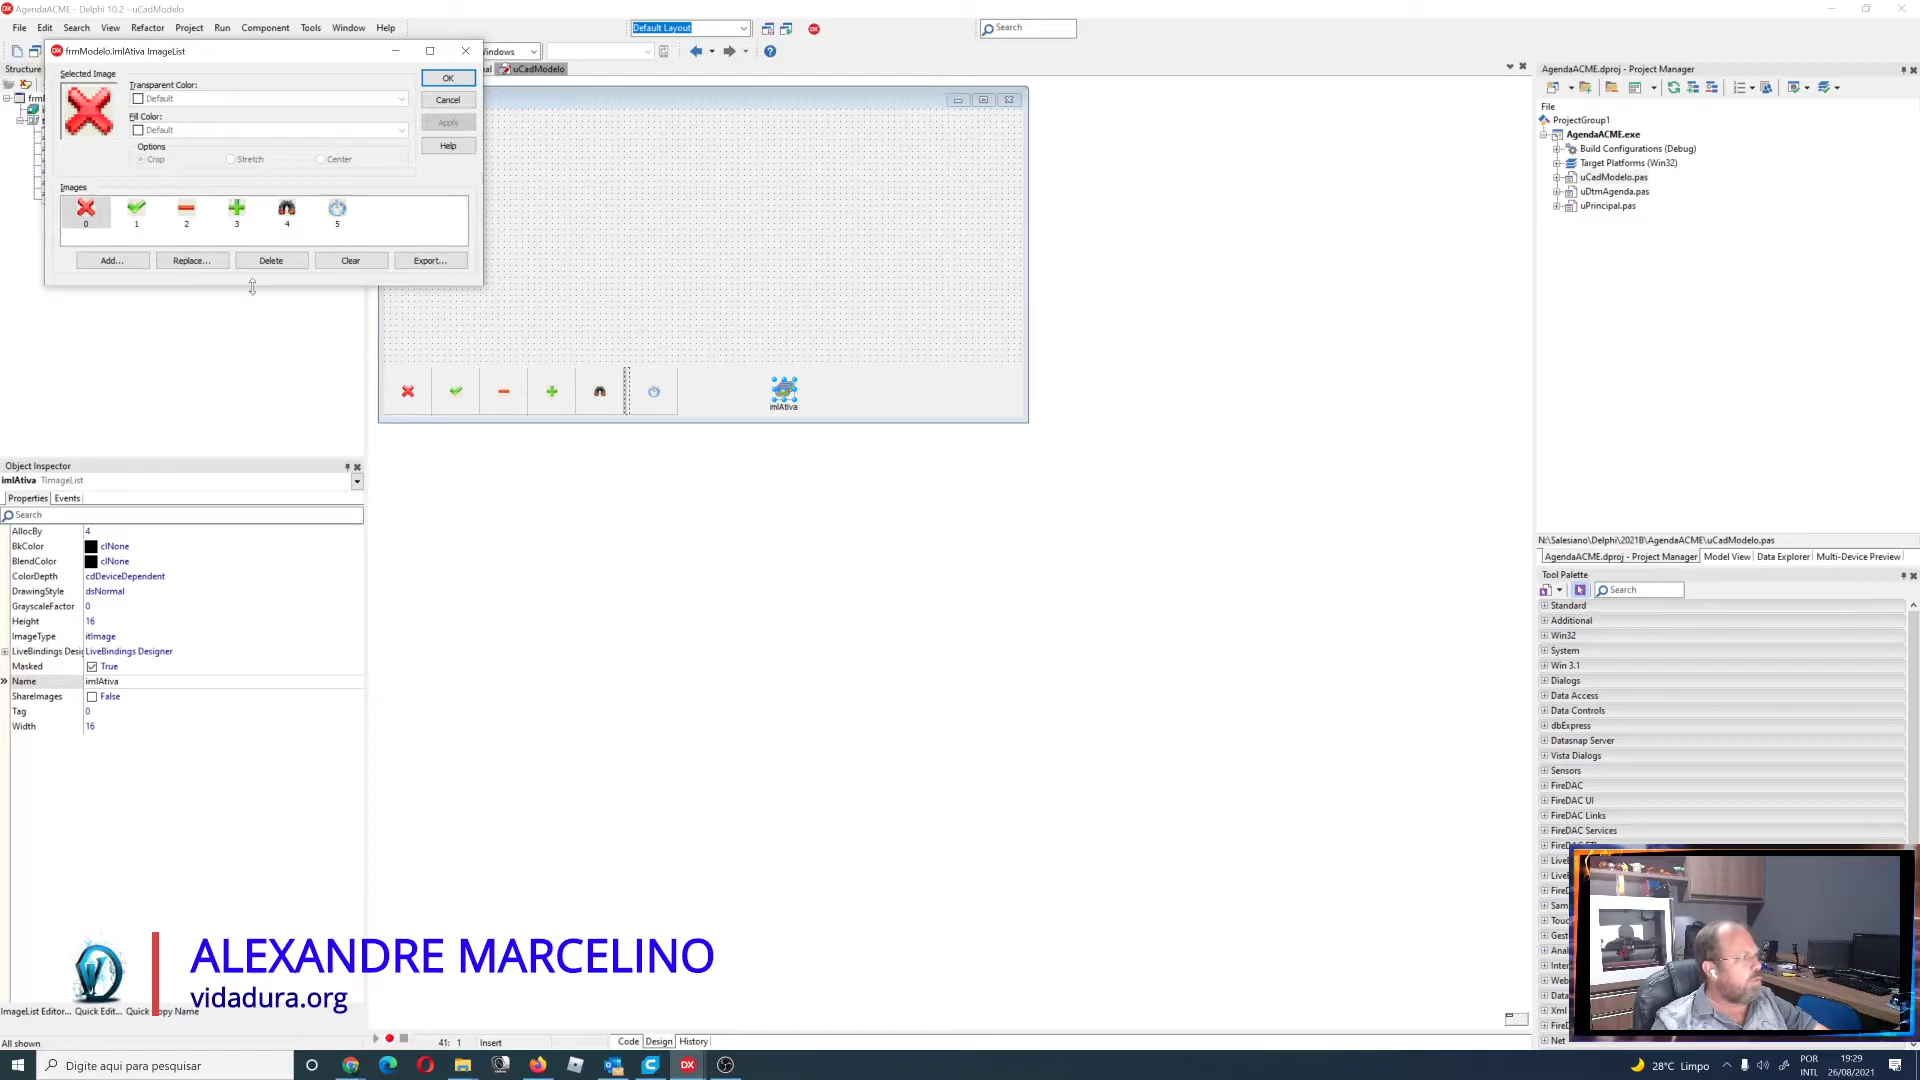 AgendaACME - Delphi 10.2 - uCadModelo
File Edit Search View Refactor Project Run Component Tools Window Help
Default Layout
Search
frmModelo.imlAtiva ImageList
Windows
Structure
uCadModelo
Selected Image
Transparent Color:
Default
Fill Color:
Default
Options
Crop Stretch Center
OK
Cancel
Apply
Help
Images
0 1 2 3 4 5
Add... Replace... Delete Clear Export...
imlAtiva
AgendaACME.dproj - Project Manager
File
ProjectGroup1
AgendaACME.exe
Build Configurations (Debug)
Target Platforms (Win32)
uCadModelo.pas
uDtmAgenda.pas
uPrincipal.pas
N:\Salesiano\Delphi\2021B\AgendaACME\uCadModelo.pas
AgendaACME.dproj - Project Manager Model View Data Explorer Multi-Device Preview
Tool Palette
Search
Standard
Additional
Win32
System
Win 3.1
Dialogs
Data Access
Data Controls
dbExpress
Datasnap Server
Vista Dialogs
Sensors
FireDAC
FireDAC UI
FireDAC Links
FireDAC Services
Object Inspector
imlAtiva TImageList
Properties Events
Search
AllocBy 4
BkColor clNone
BlendColor clNone
ColorDepth cdDeviceDependent
DrawingStyle dsNormal
GrayscaleFactor 0
Height 16
ImageType itImage
LiveBindings Desi LiveBindings Designer
Masked True
Name imlAtiva
ShareImages False
Tag 0
Width 16
ALEXANDRE MARCELINO
vidadura.org
ImageList Editor... Quick Edit... Quick Copy Name
All shown
41: 1 Insert
Code Design History
Net
Digite aqui para pesquisar
28°C Limpo
POR
INTL
19:29
26/08/2021